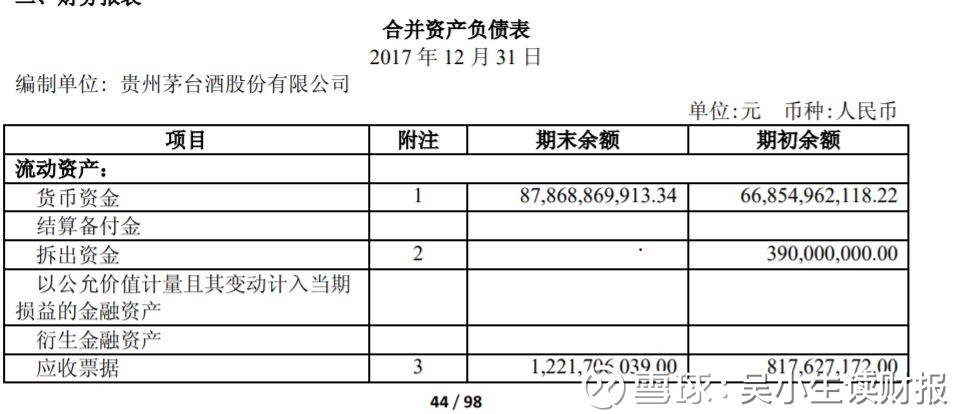 合并资产负债表
2017 年 12 月 31 日
编制单位: 贵州茅台酒股份有限公司
单位:元 币种:人民币
项目 附注 期末余额 期初余额
流动资产:
货币资金 1 87,868,869,913.34 66,854,962,118.22
结算备付金
拆出资金 2 390,000,000.00
以公允价值计量且其变动计入当期
损益的金融资产
衍生金融资产
应收票据 3 1,221,706,039.00 817,627,172.00
44 / 98
雪球:吴小生读财报